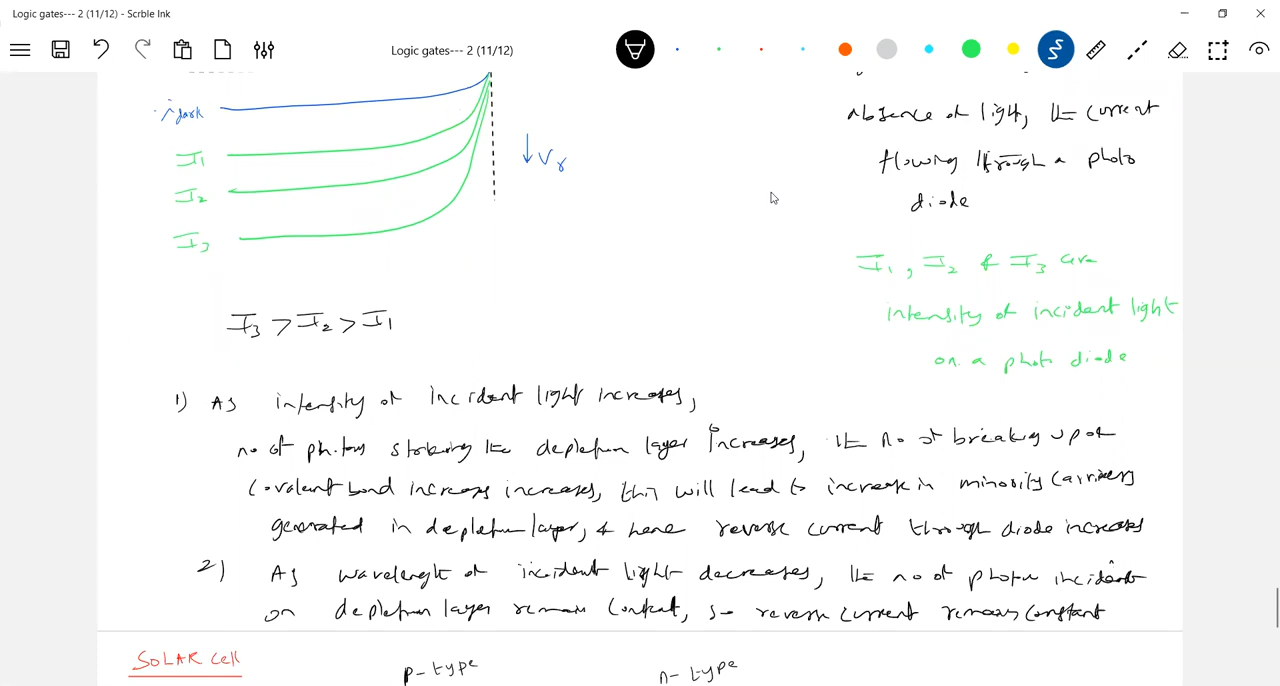 Logic gates--- 2 (11/12) - Scrble Ink
Logic gates--- 2 (11/12)
i dark
I1
I2
I3
↓ Vr
absence of light, the current
flowing through a photo
diode
I1, I2 & I3 are
intensity of incident light
on a photo diode
I3 > I2 > I1
1) As intensity of incident light increases,
no of photons striking the depletion layer increases, the no of breaking up of
covalent bond increases increases, this will lead to increase in minority carriers
generated in depletion layer, & hence reverse current through diode increases
2) As wavelength of incident light decreases, the no of photon incident
on depletion layer remain constant, so reverse current remains constant
SOLAR Cell
p-type
n-type